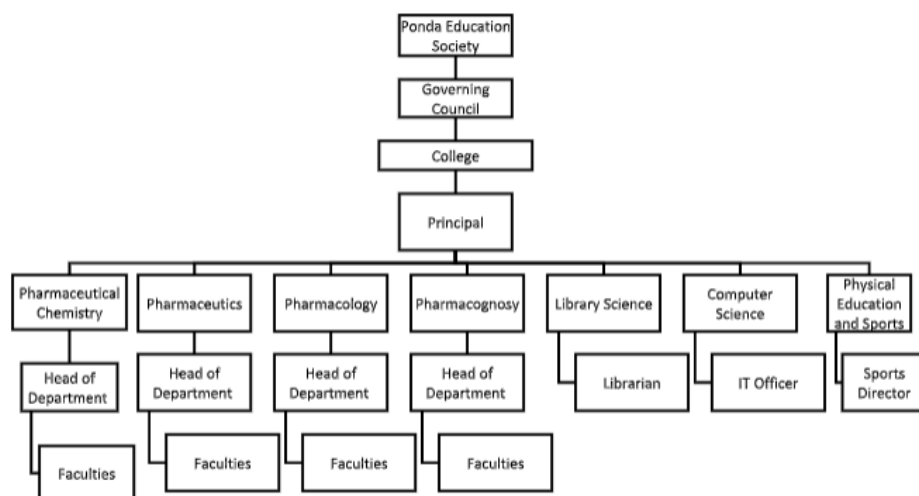 Ponda Education
Society
Governing
Council
College
Principal
Pharmaceutical
Chemistry
Pharmaceutics
Pharmacology
Pharmacognosy
Library Science
Computer
Science
Physical
Education
and Sports
Head of
Department
Head of
Department
Head of
Department
Head of
Department
Librarian
IT Officer
Sports
Director
Faculties
Faculties
Faculties
Faculties